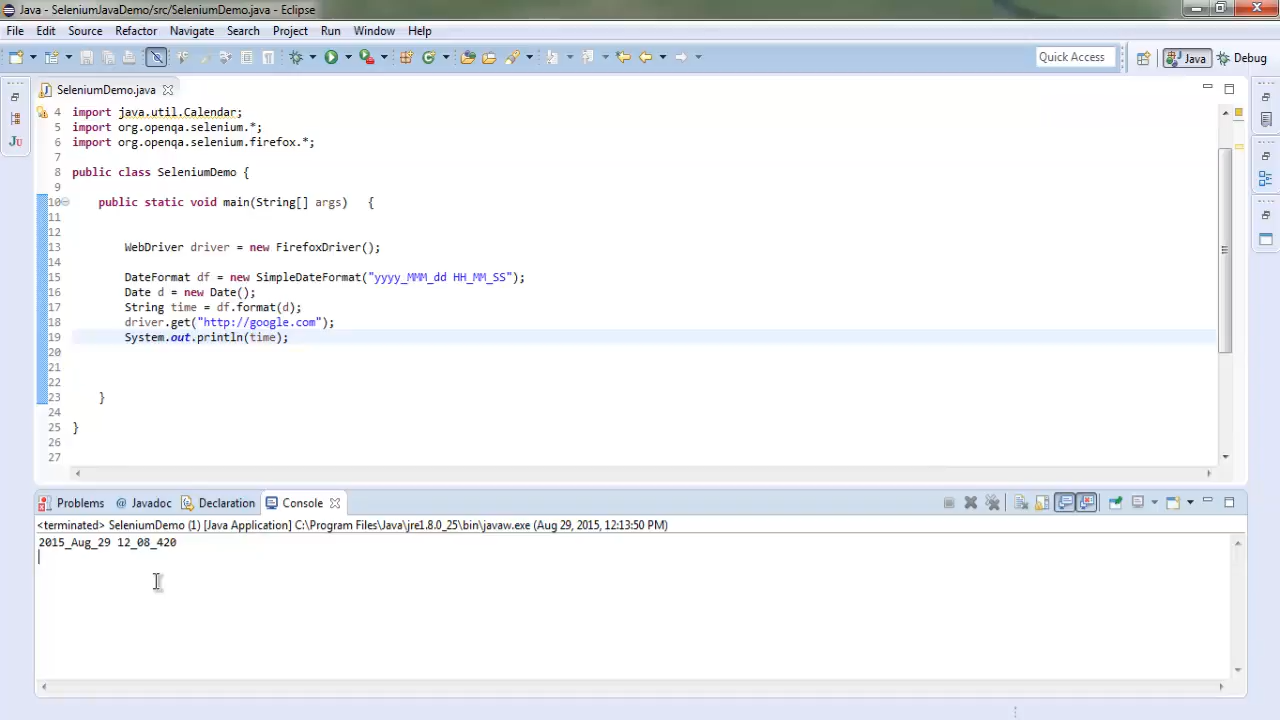 Java - SeleniumJavaDemo/src/SeleniumDemo.java - Eclipse
File Edit Source Refactor Navigate Search Project Run Window Help
Quick Access Java Debug
SeleniumDemo.java
4 import java.util.Calendar;
5 import org.openqa.selenium.*;
6 import org.openqa.selenium.firefox.*;
7
8 public class SeleniumDemo {
9
10 public static void main(String[] args) {
11
12
13 WebDriver driver = new FirefoxDriver();
14
15 DateFormat df = new SimpleDateFormat("yyyy_MMM_dd HH_MM_SS");
16 Date d = new Date();
17 String time = df.format(d);
18 driver.get("http://google.com");
19 System.out.println(time);
20
21
22
23 }
24
25 }
26
27
Problems @ Javadoc Declaration Console
<terminated> SeleniumDemo (1) [Java Application] C:\Program Files\Java\jre1.8.0_25\bin\javaw.exe (Aug 29, 2015, 12:13:50 PM)
2015_Aug_29 12_08_420